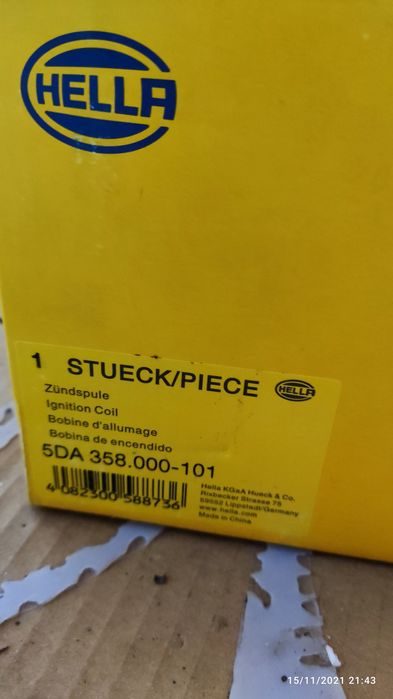 HELLA
1 STUECK/PIECE HELLA
Zündspule
Ignition Coil
Bobine d'allumage
Bobina de encendido
5DA 358.000-101
4 082300 588736
Hella KGaA Hueck & Co.
Rixbecker Strasse 75
59552 Lippstadt/Germany
www.hella.com
Made in China
15/11/2021 21:43